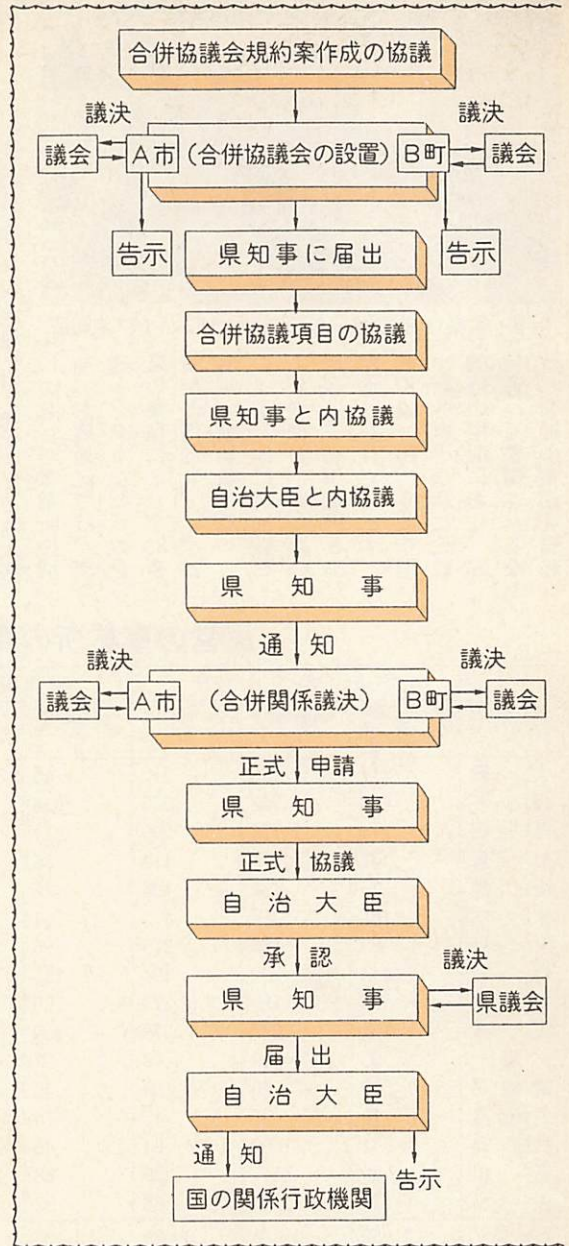 合併協議会規約案作成の協議
議決 議決
議会 A市 (合併協議会の設置) B町 議会
告示 県知事に届出 告示
合併協議項目の協議
県知事と内協議
自治大臣と内協議
県知事
通知
議決 議決
議会 A市 (合併関係議決) B町 議会
正式申請
県知事
正式協議
自治大臣
承認 議決
県知事 県議会
届出
自治大臣
通知 告示
国の関係行政機関